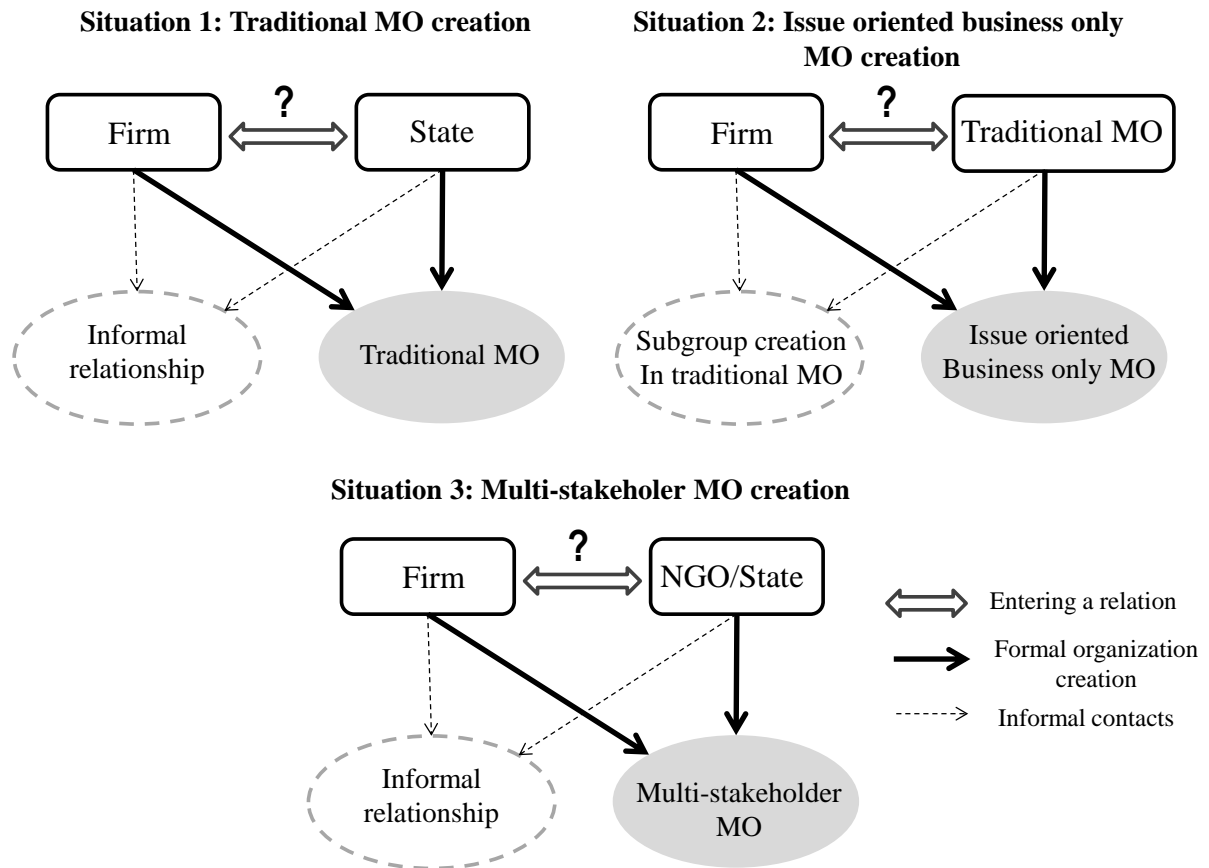 Situation 1: Traditional MO creation
?
Firm
State
Informal
relationship
Traditional MO
Situation 2: Issue oriented business only
MO creation
?
Firm
Traditional MO
Subgroup creation
In traditional MO
Issue oriented
Business only MO
Situation 3: Multi-stakeholer MO creation
?
Firm
NGO/State
Informal
relationship
Multi-stakeholder
MO
Entering a relation
Formal organization
creation
Informal contacts